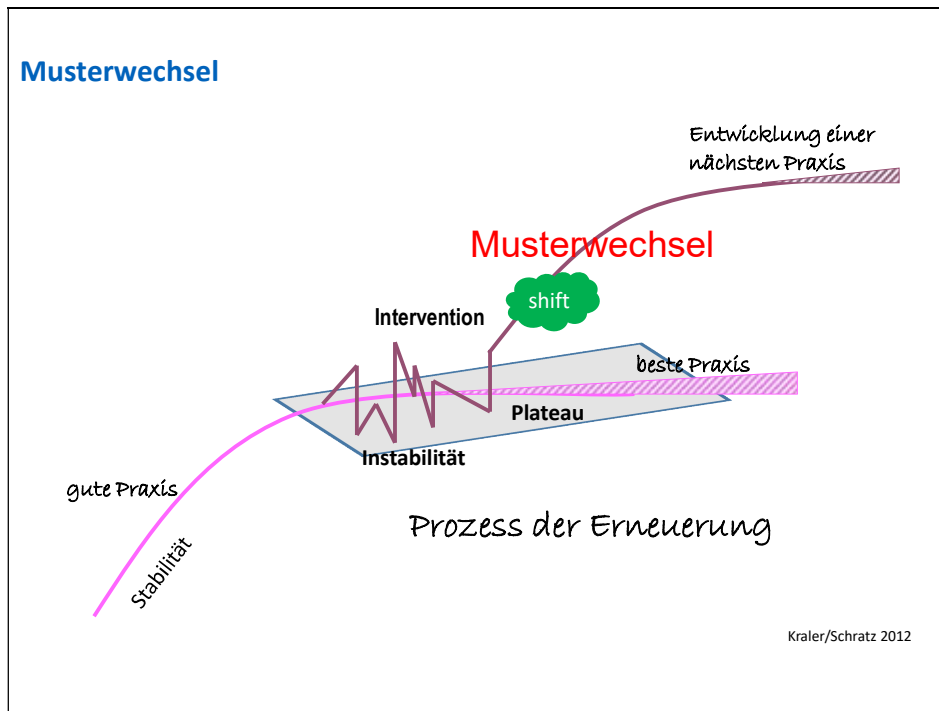 Musterwechsel
Entwicklung einer
nächsten Praxis
Musterwechsel
shift
Intervention
beste Praxis
Plateau
Instabilität
gute Praxis
Stabilität
Prozess der Erneuerung
Kraler/Schratz 2012